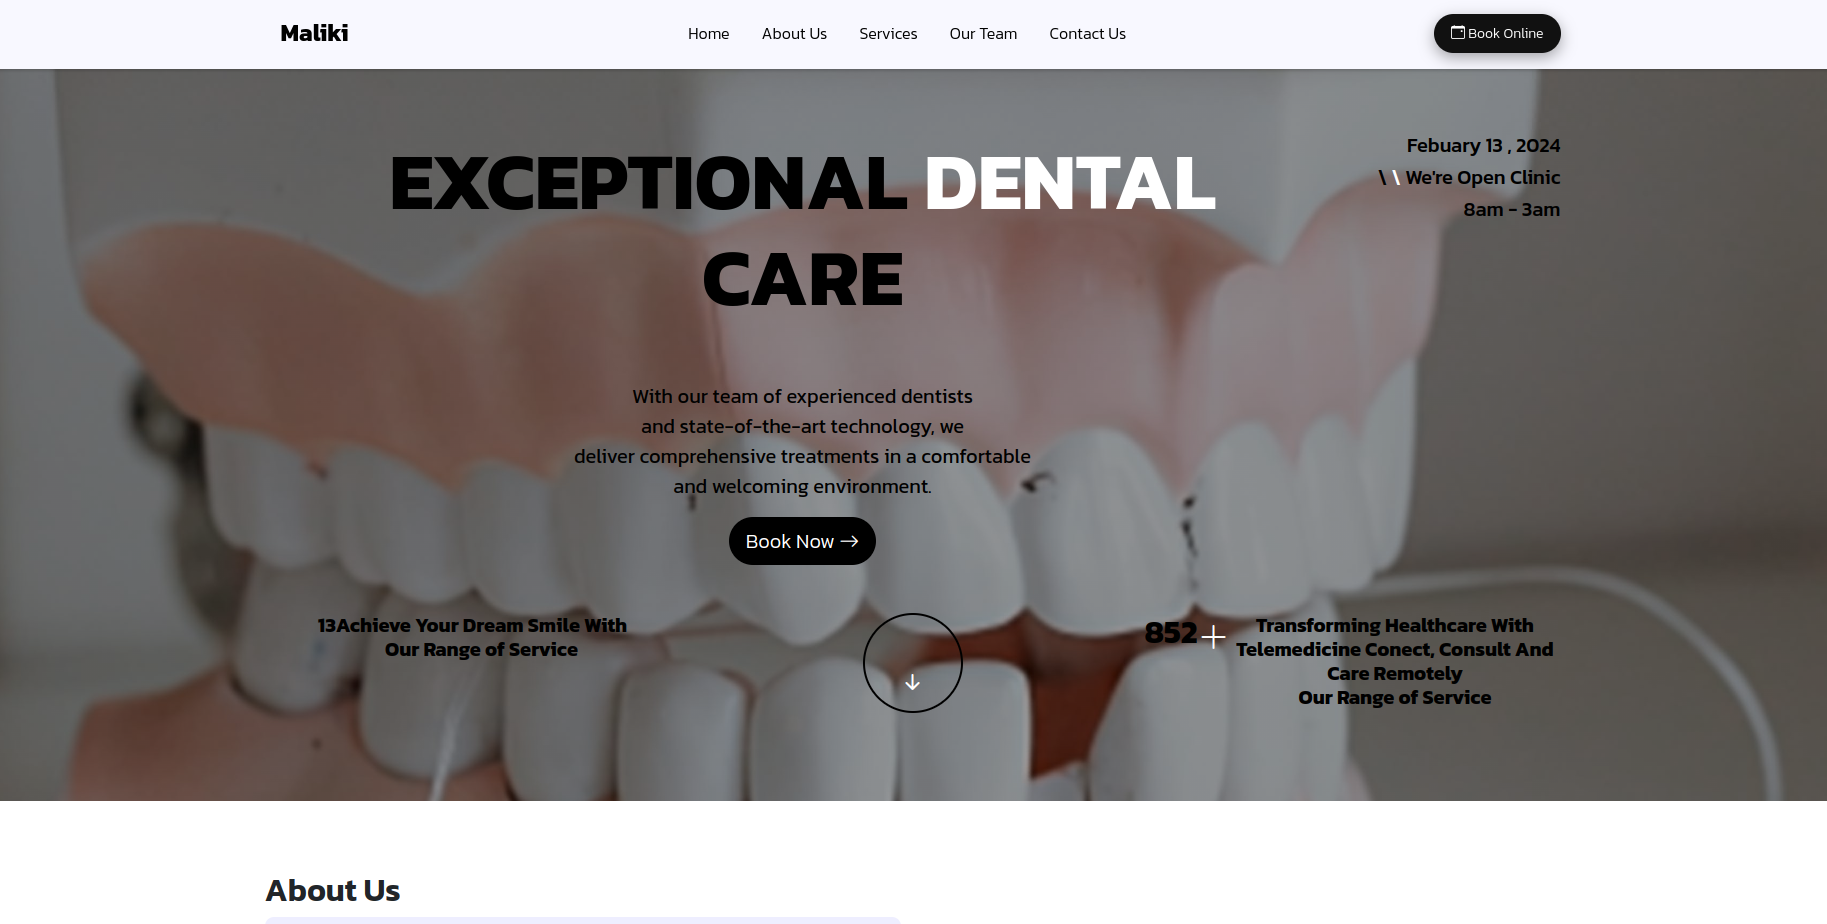 Maliki
Home
About Us
Services
Our Team
Contact Us
Book Online
EXCEPTIONAL DENTAL
CARE
Febuary 13 , 2024
\ \ We're Open Clinic
8am - 3am
With our team of experienced dentists
and state-of-the-art technology, we
deliver comprehensive treatments in a comfortable
and welcoming environment.
Book Now →
13Achieve Your Dream Smile With
Our Range of Service
852+
Transforming Healthcare With
Telemedicine Conect, Consult And
Care Remotely
Our Range of Service
About Us